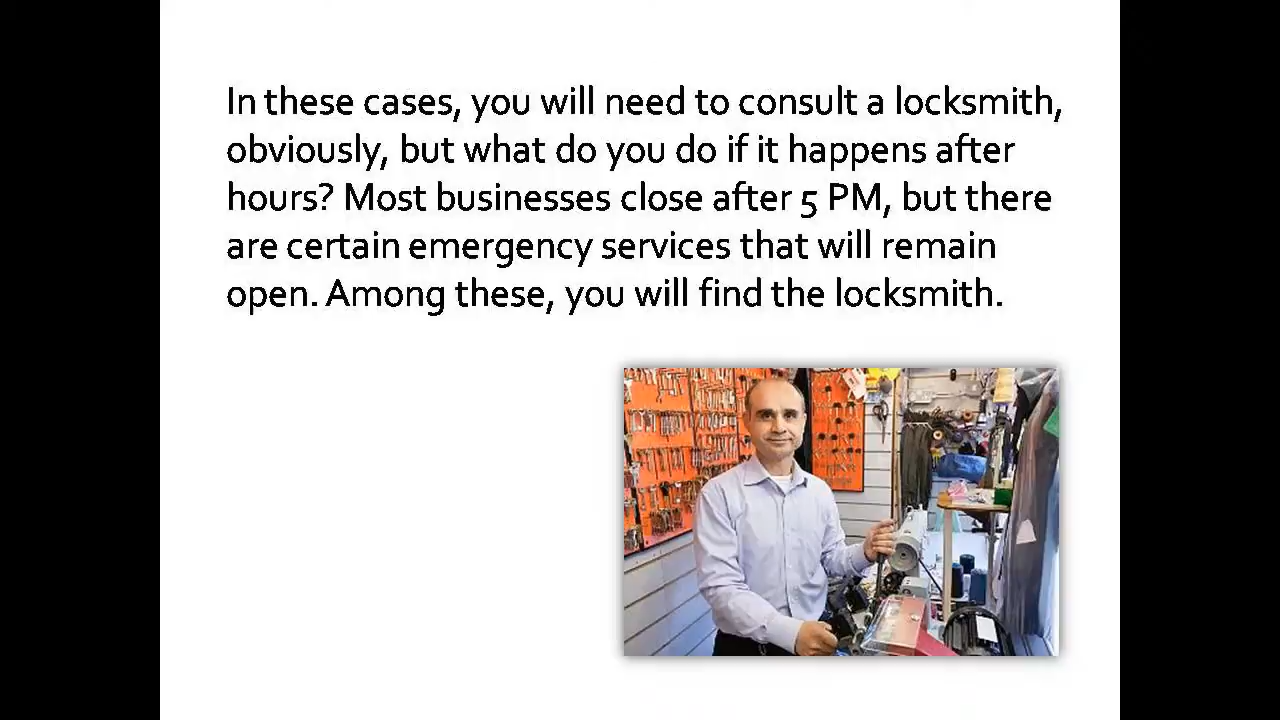 In these cases, you will need to consult a locksmith,
obviously, but what do you do if it happens after
hours? Most businesses close after 5 PM, but there
are certain emergency services that will remain
open. Among these, you will find the locksmith.